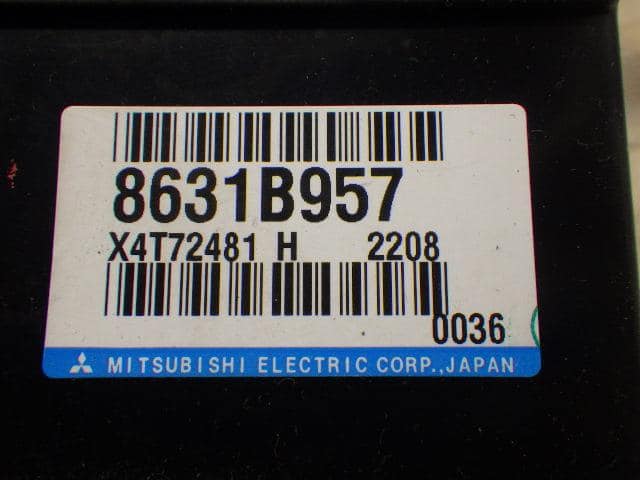 8631B957
X4T72481 H 2208
0036
MITSUBISHI ELECTRIC CORP.,JAPAN